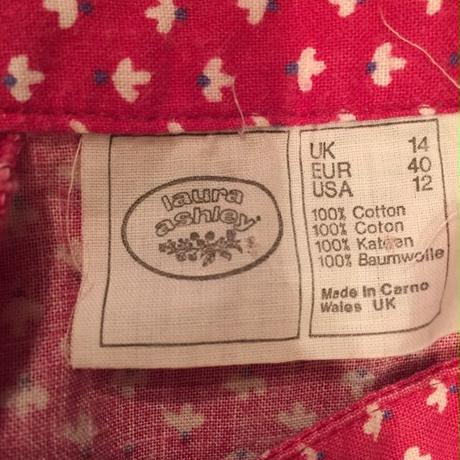 laura
ashley
UK 14
EUR 40
USA 12
100% Cotton
100% Coton
100% Katoen
100% Baumwolle
Made In Carno
Wales UK